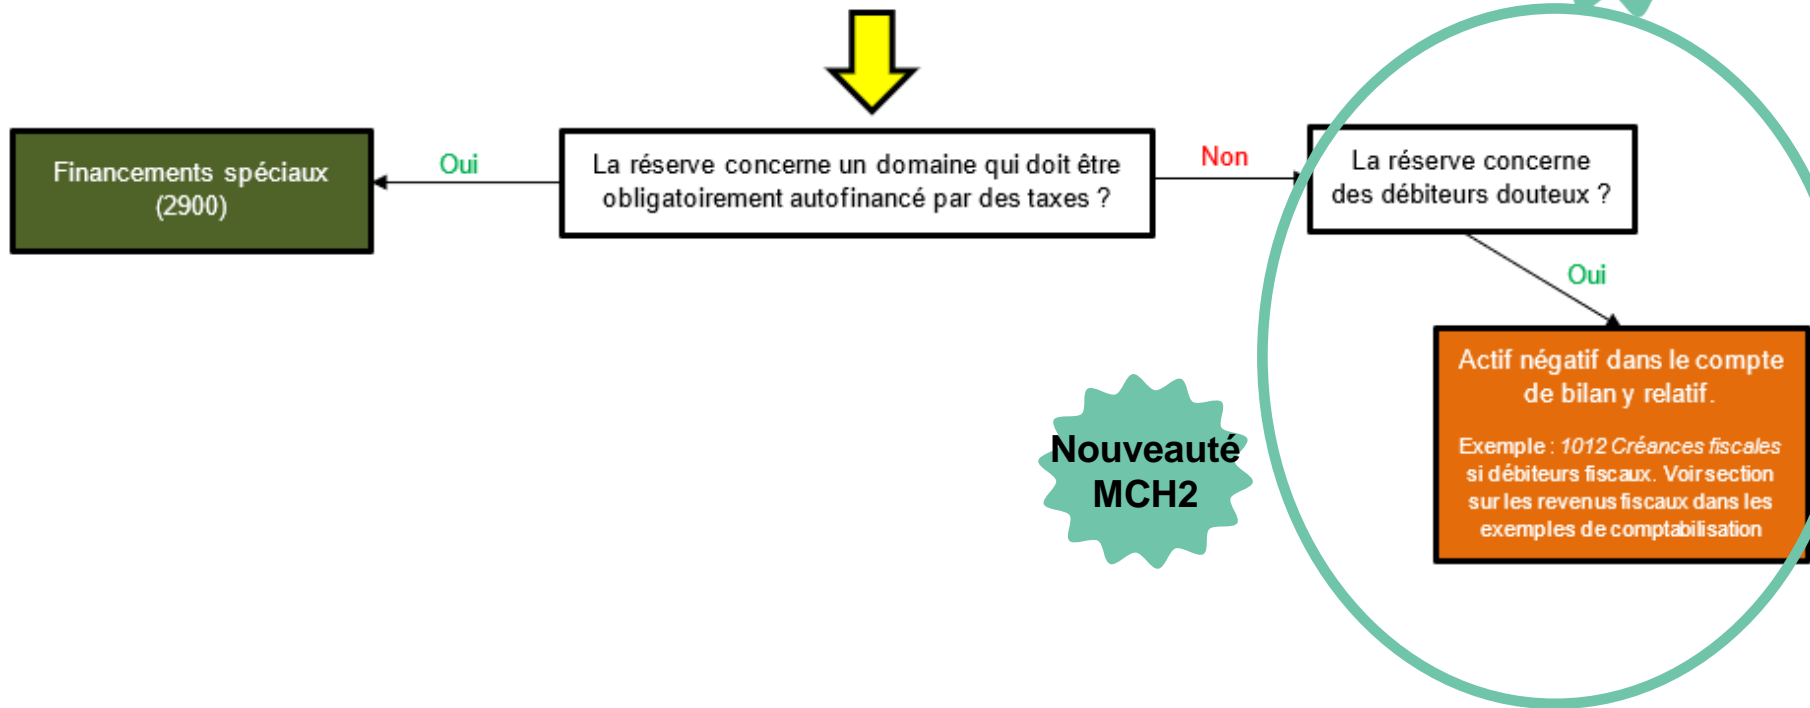 Financements spéciaux
(2900)
Oui
La réserve concerne un domaine qui doit être
obligatoirement autofinancé par des taxes ?
Non
La réserve concerne
des débiteurs douteux ?
Oui
Actif négatif dans le compte
de bilan y relatif.
Exemple : 1012 Créances fiscales
si débiteurs fiscaux. Voir section
sur les revenus fiscaux dans les
exemples de comptabilisation
Nouveauté
MCH2